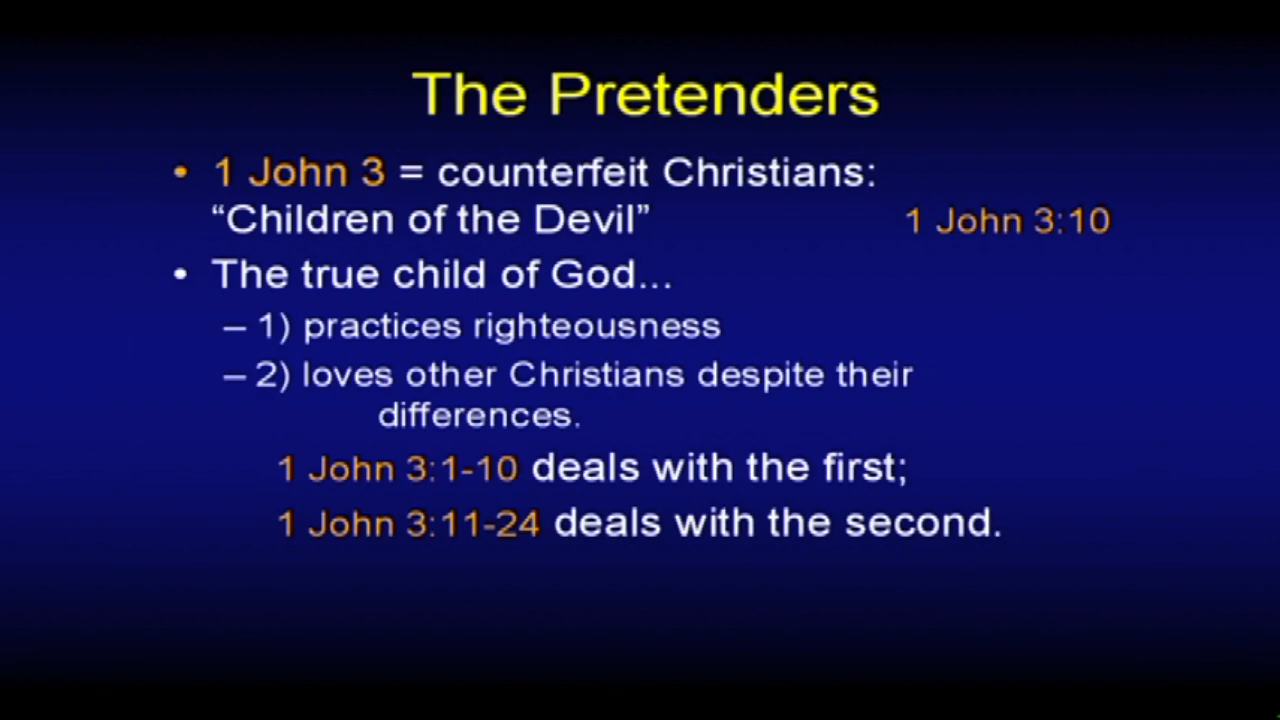 The Pretenders
• 1 John 3 = counterfeit Christians:
“Children of the Devil” 1 John 3:10
• The true child of God...
– 1) practices righteousness
– 2) loves other Christians despite their
differences.
1 John 3:1-10 deals with the first;
1 John 3:11-24 deals with the second.